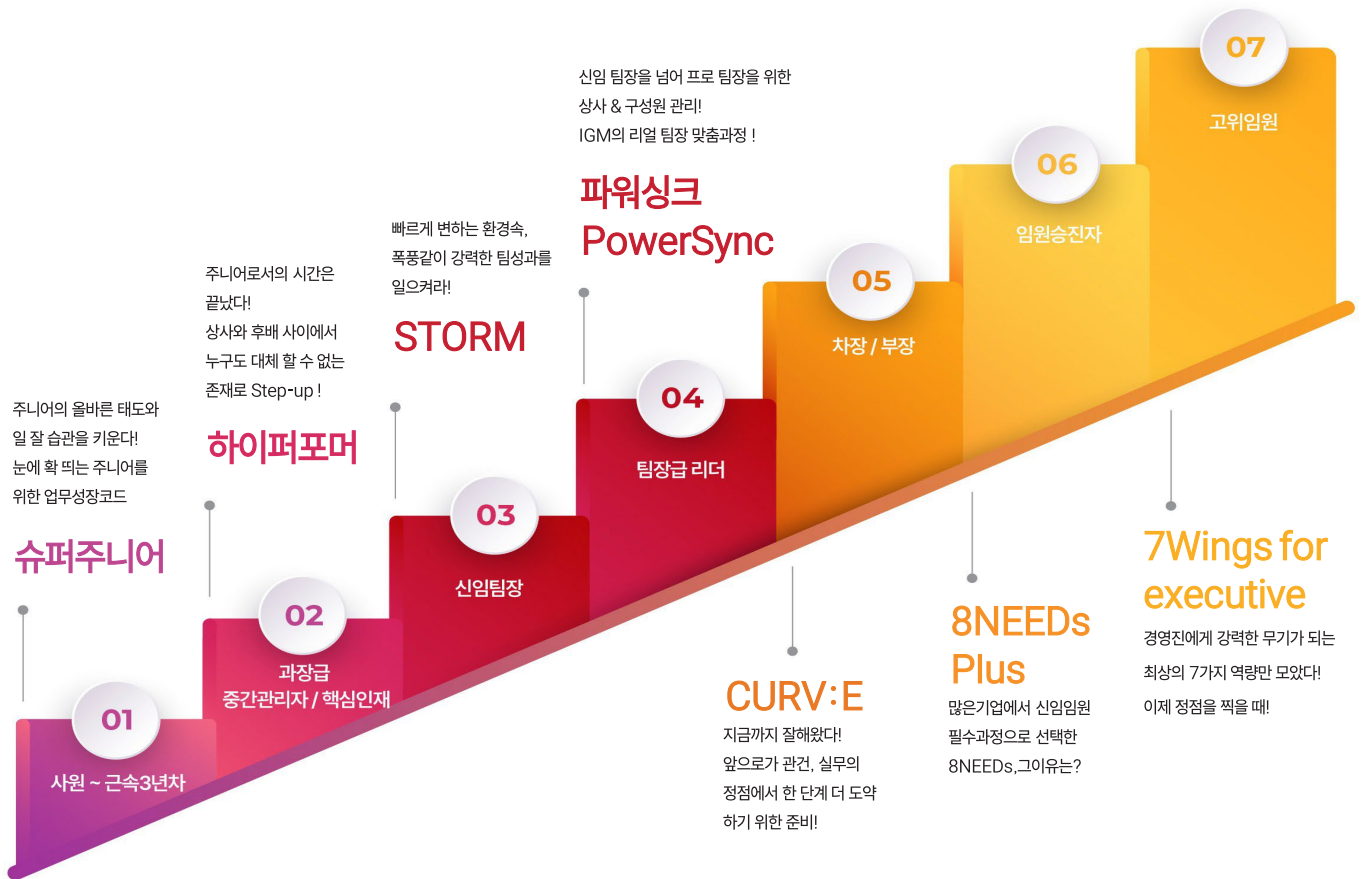 주니어의 올바른 태도와
일 잘 습관을 키운다!
눈에 확 띄는 주니어를
위한 업무성장코드
슈퍼주니어
01
사원 ~ 근속3년차
주니어로서의 시간은
끝났다!
상사와 후배 사이에서
누구도 대체 할 수 없는
존재로 Step-up !
하이퍼포머
02
과장급
중간관리자 / 핵심인재
빠르게 변하는 환경속,
폭풍같이 강력한 팀성과를
일으켜라!
STORM
03
신임팀장
신임 팀장을 넘어 프로 팀장을 위한
상사 & 구성원 관리!
IGM의 리얼 팀장 맞춤과정 !
파워싱크
PowerSync
04
팀장급 리더
05
차장 / 부장
CURV:E
지금까지 잘해왔다!
앞으로가 관건, 실무의
정점에서 한 단계 더 도약
하기 위한 준비!
06
임원승진자
8NEEDs
Plus
많은기업에서 신임임원
필수과정으로 선택한
8NEEDs,그이유는?
07
고위임원
7Wings for
executive
경영진에게 강력한 무기가 되는
최상의 7가지 역량만 모았다!
이제 정점을 찍을 때!